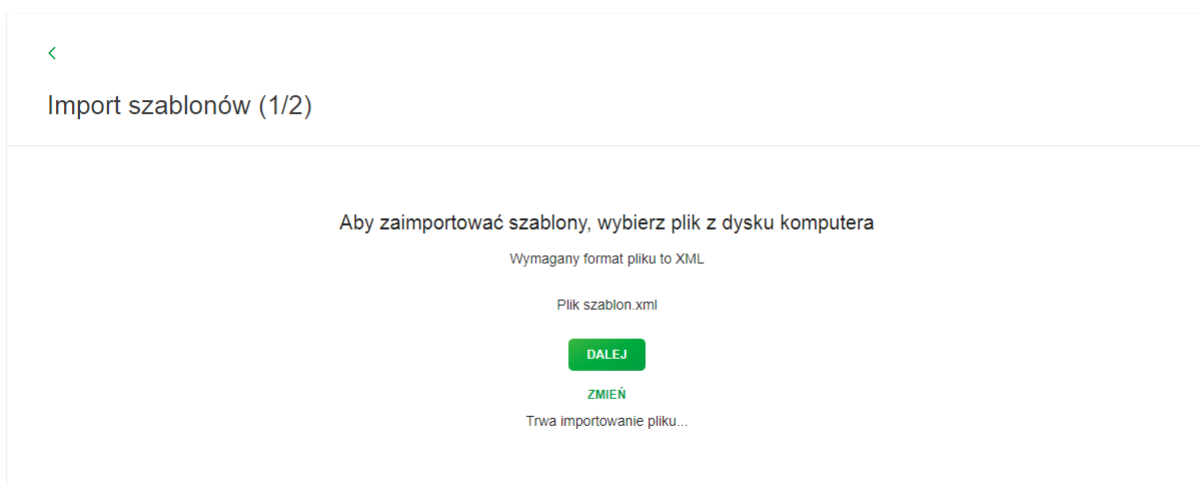 Import szablonów (1/2)
Aby zaimportować szablony, wybierz plik z dysku komputera
Wymagany format pliku to XML
Plik szablon.xml
DALEJ
ZMIEŃ
Trwa importowanie pliku...